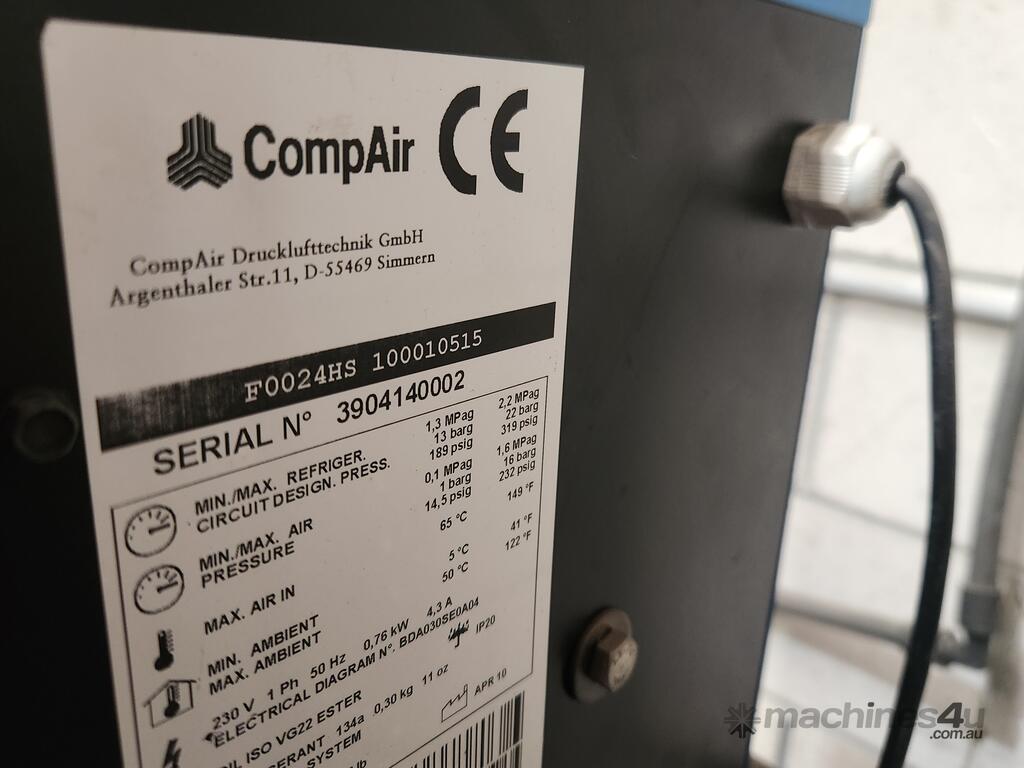 CompAir CE
CompAir Drucklufttechnik GmbH
Argenthaler Str.11, D-55469 Simmern
F0024HS 100010515
SERIAL N° 3904140002
MIN./MAX. REFRIGER. 1,3 MPag 2,2 MPag
CIRCUIT DESIGN. PRESS. 13 barg 22 barg
189 psig 319 psig
MIN./MAX. AIR 0,1 MPag 1,6 MPag
PRESSURE 1 barg 16 barg
14,5 psig 232 psig
MAX. AIR IN 65 °C 149 °F
MIN. AMBIENT 5 °C 41 °F
MAX. AMBIENT 50 °C 122 °F
230 V 1 Ph 50 Hz 0,76 kW 4,3 A
ELECTRICAL DIAGRAM N°. BDA030SE0A04
IP20
OIL ISO VG22 ESTER
134a 0,30 kg 11 oz
SYSTEM APR 10
lb
machines4u
.com.au